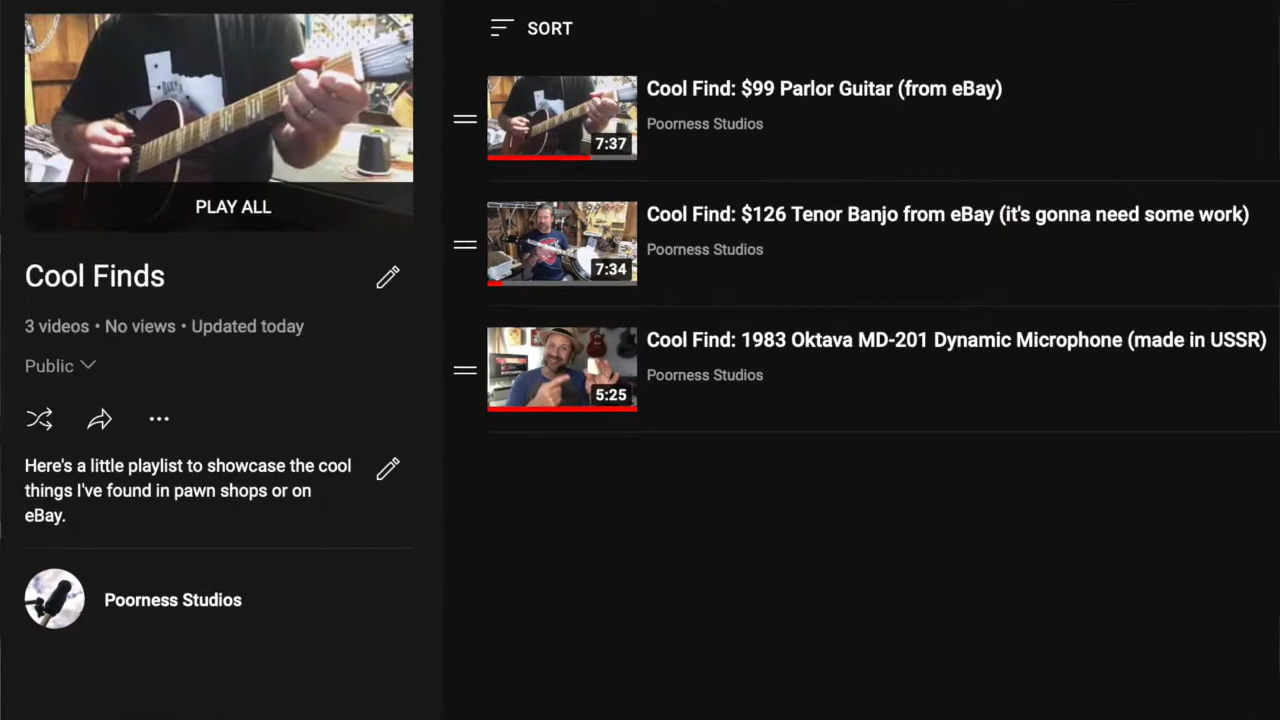 PLAY ALL
Cool Finds
3 videos • No views • Updated today
Public
Here's a little playlist to showcase the cool
things I've found in pawn shops or on
eBay.
Poorness Studios
SORT
7:37
Cool Find: $99 Parlor Guitar (from eBay)
Poorness Studios
7:34
Cool Find: $126 Tenor Banjo from eBay (it's gonna need some work)
Poorness Studios
5:25
Cool Find: 1983 Oktava MD-201 Dynamic Microphone (made in USSR)
Poorness Studios